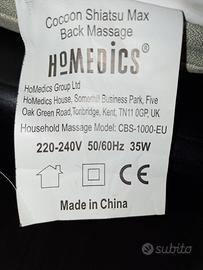 Cocoon Shiatsu Max
Back Massage
HoMEDiCS®
HoMedics Group Ltd
HoMedics House, Somerhill Business Park, Five
Oak Green Road, Tonbridge, Kent; TN11 0GP, UK
Household Massage Model: CBS-1000-EU
220-240V 50/60Hz 35W
CE
Made in China
subito